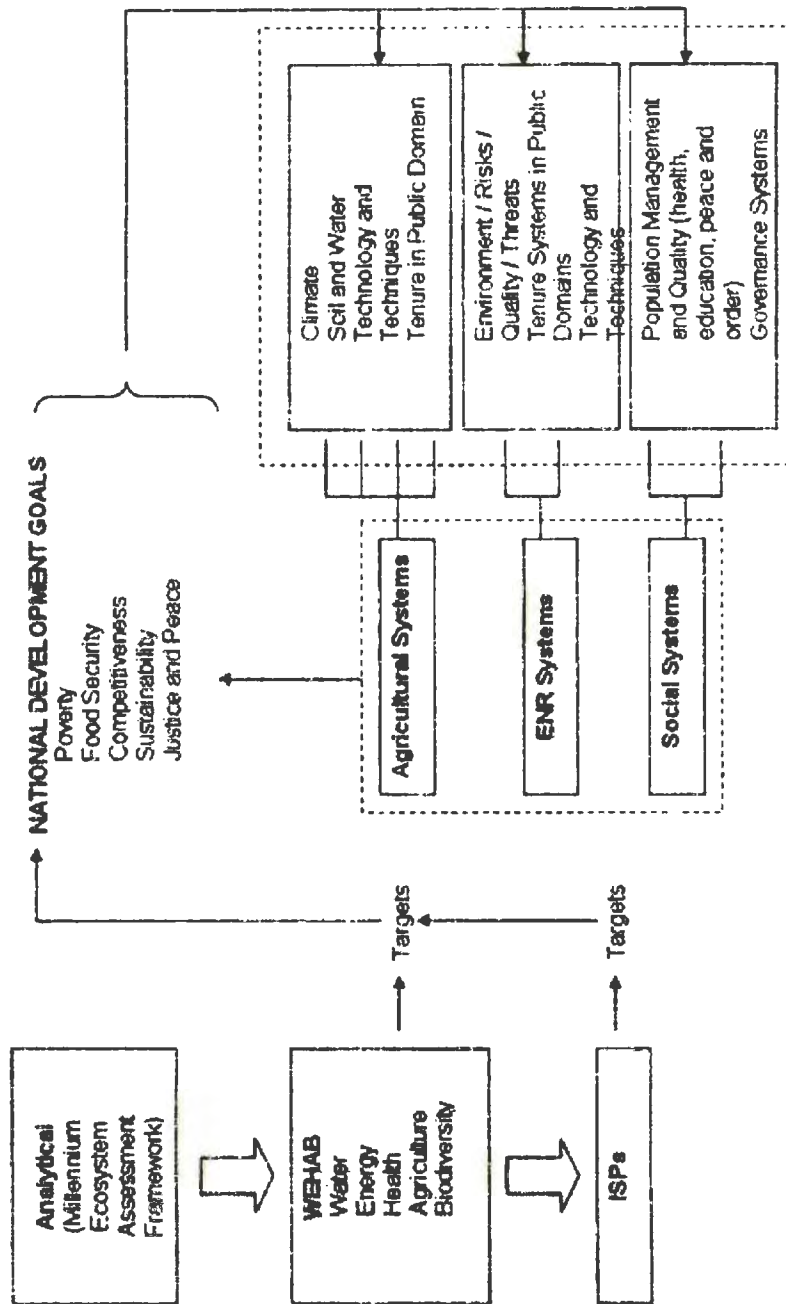 Analytical
(Millennium
Ecosystem
Assessment
Framework)
WEHAB
Water
Energy
Health
Agriculture
Biodiversity
ISPs
Targets
Targets
NATIONAL DEVELOPMENT GOALS
Poverty
Food Security
Competitiveness
Sustainability
Justice and Peace
Agricultural Systems
ENR Systems
Social Systems
Climate
Soil and Water
Technology and
Techniques
Tenure in Public Domain
Environment / Risks /
Quality / Threats
Tenure Systems in Public
Domains
Technology and
Techniques
Population Management
and Quality (health,
education, peace and
order)
Governance Systems